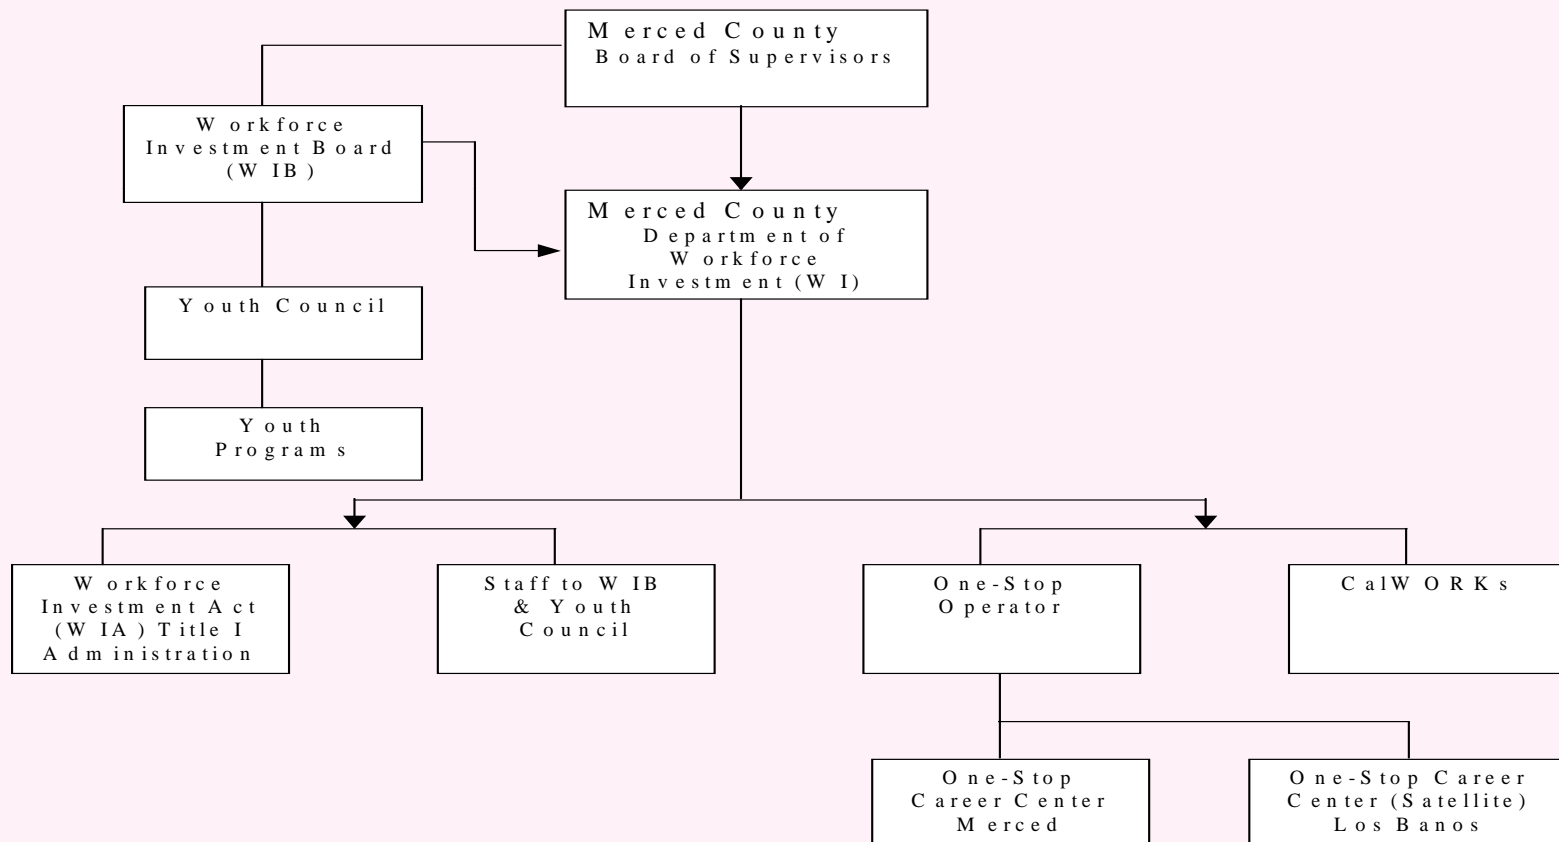 Merced County
Board of Supervisors
Workforce
Investment Board
(WIB)
Merced County
Department of
Workforce
Investment (WI)
Youth Council
Youth
Programs
Workforce
Investment Act
(WIA) Title I
Administration
Staff to WIB
& Youth
Council
One-Stop
Operator
CalWORKs
One-Stop
Career Center
Merced
One-Stop Career
Center (Satellite)
Los Banos